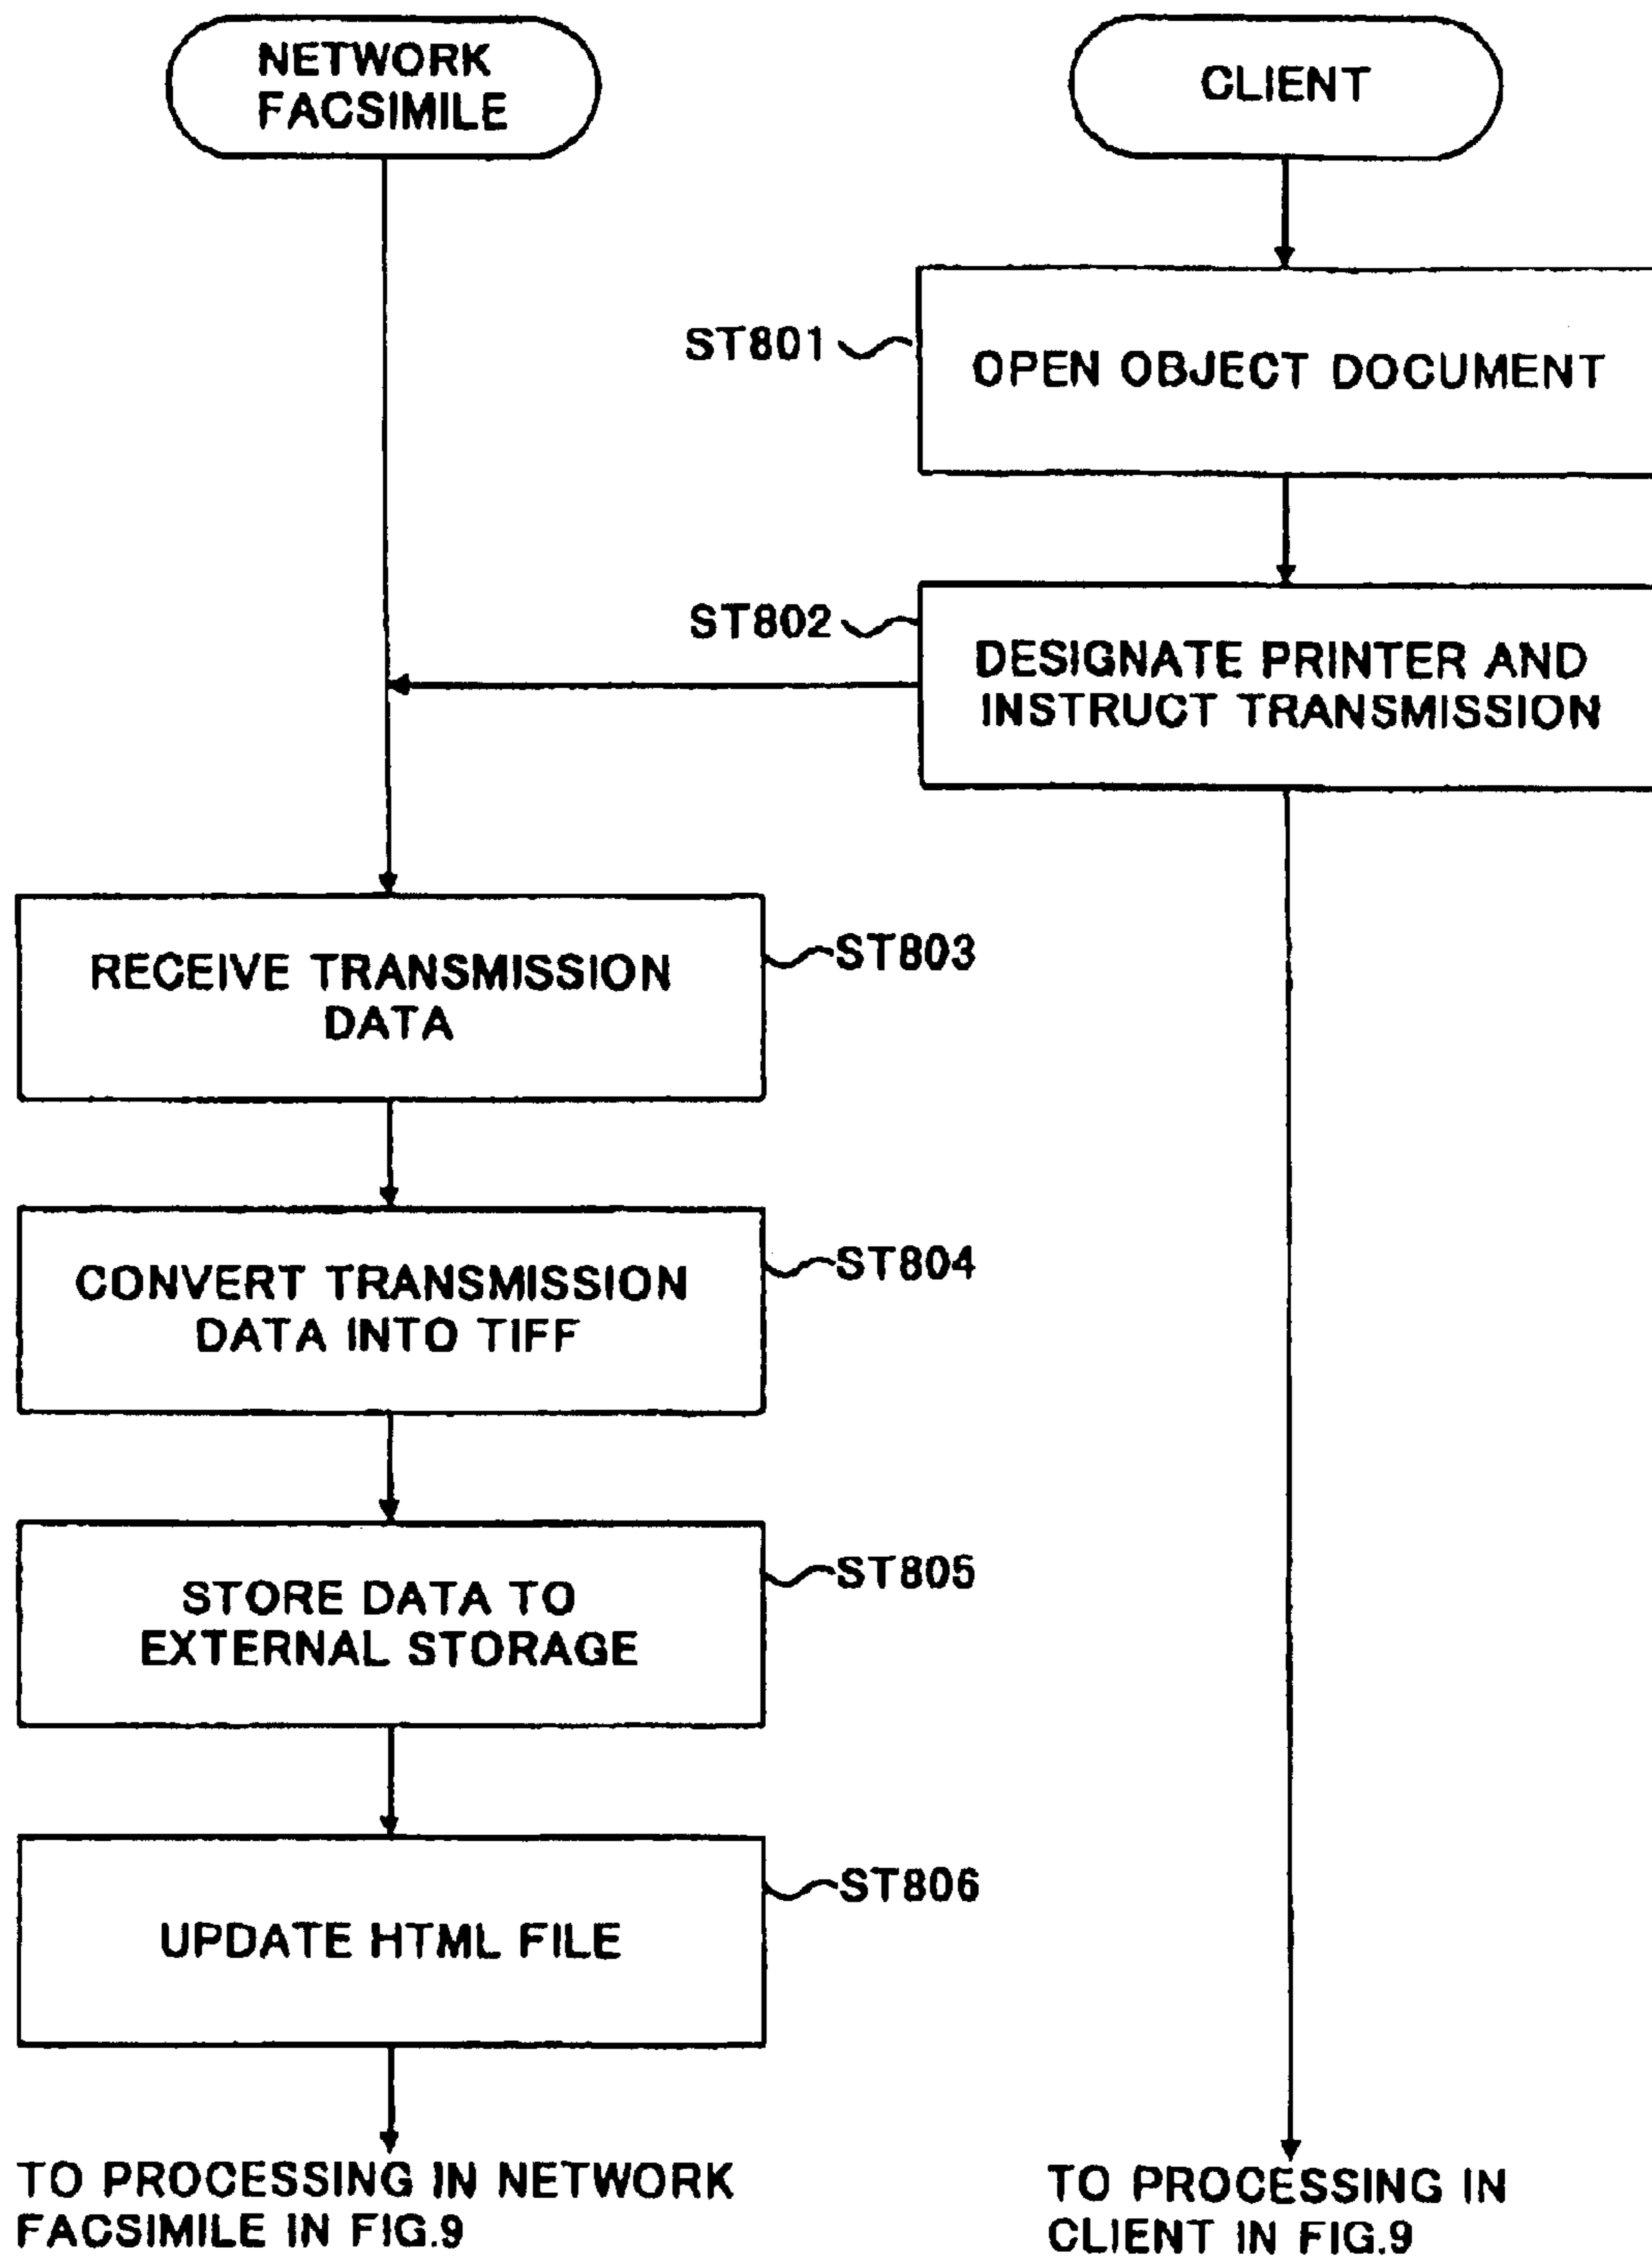 NETWORK
FACSIMILE
CLIENT
ST801
OPEN OBJECT DOCUMENT
ST802
DESIGNATE PRINTER AND
INSTRUCT TRANSMISSION
RECEIVE TRANSMISSION
DATA
ST803
CONVERT TRANSMISSION
DATA INTO TIFF
ST804
STORE DATA TO
EXTERNAL STORAGE
ST805
UPDATE HTML FILE
ST806
TO PROCESSING IN NETWORK
FACSIMILE IN FIG.9
TO PROCESSING IN
CLIENT IN FIG.9